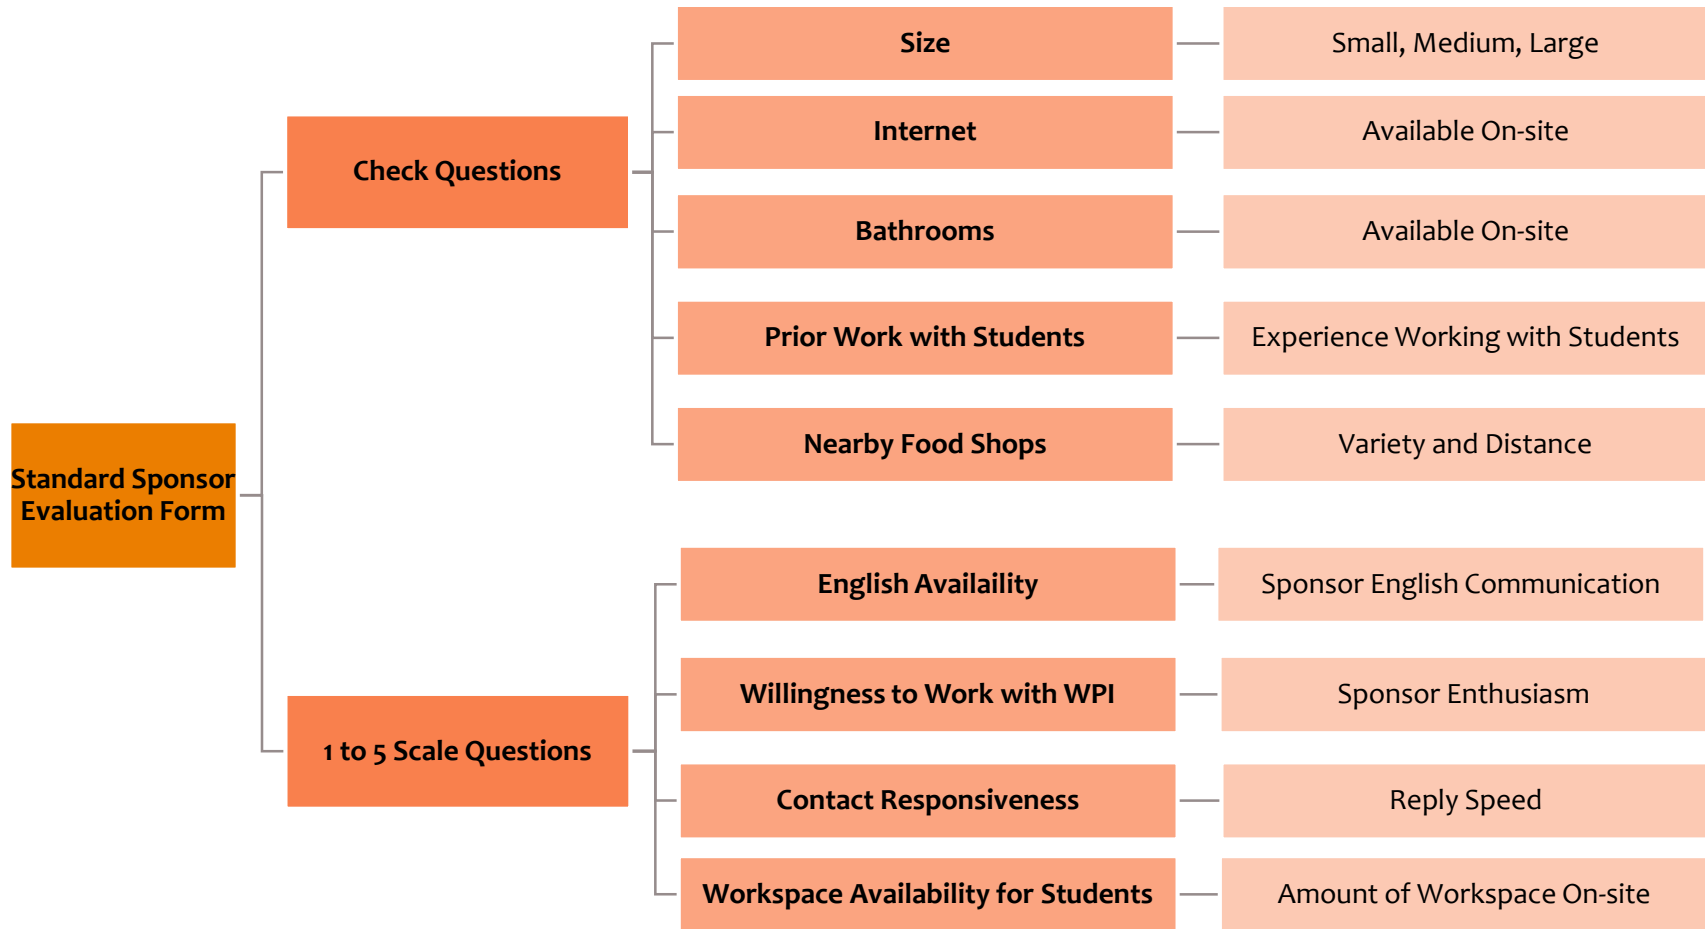 Standard Sponsor
Evaluation Form
Check Questions
Size
Small, Medium, Large
Internet
Available On-site
Bathrooms
Available On-site
Prior Work with Students
Experience Working with Students
Nearby Food Shops
Variety and Distance
1 to 5 Scale Questions
English Availaility
Sponsor English Communication
Willingness to Work with WPI
Sponsor Enthusiasm
Contact Responsiveness
Reply Speed
Workspace Availability for Students
Amount of Workspace On-site